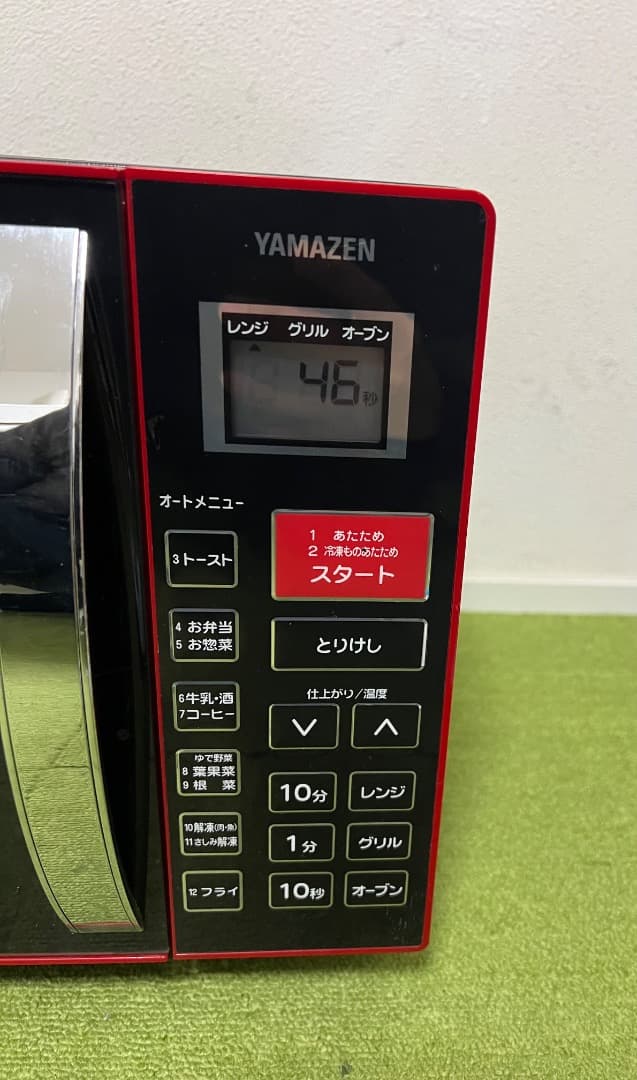 YAMAZEN
レンジ グリル オーブン
46秒
オートメニュー
1 あたため
2 冷凍ものあたため
スタート
3トースト
4 お弁当
5 お惣菜
とりけし
6牛乳・酒
7コーヒー
仕上がり/温度
ゆで野菜
8 葉果菜
9 根 菜
10分
レンジ
10解凍(肉・魚)
11さしみ解凍
1分
グリル
12フライ
10秒
オーブン